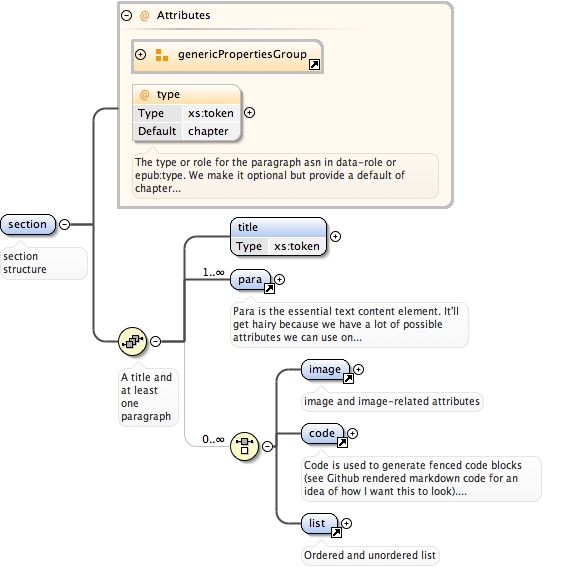 @ Attributes
genericPropertiesGroup
@ type
Type xs:token
Default chapter
The type or role for the paragraph asn in data-role or
epub:type. We make it optional but provide a default of
chapter...
section
section
structure
title
Type xs:token
1..∞
para
Para is the essential text content element. It'll
get hairy because we have a lot of possible
attributes we can use on...
A title and
at least
one
paragraph
0..∞
image
image and image-related attributes
code
Code is used to generate fenced code blocks
(see Github rendered markdown code for an
idea of how I want this to look)....
list
Ordered and unordered list